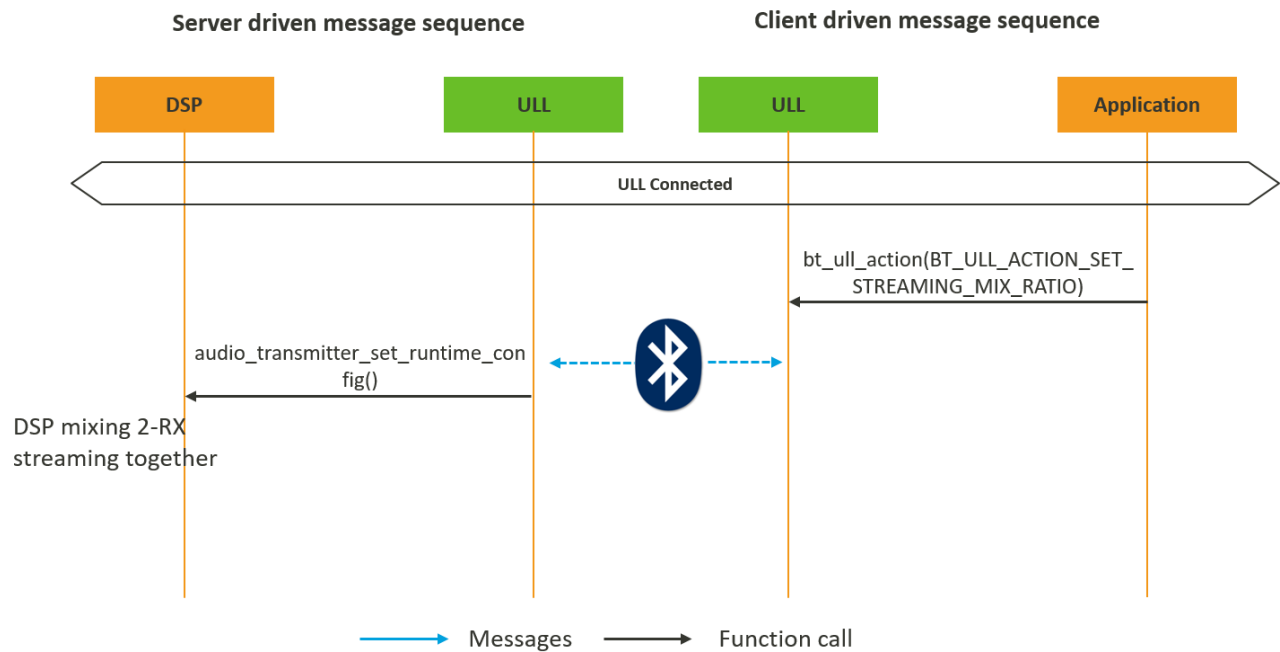 Server driven message sequence
Client driven message sequence
DSP
ULL
ULL
Application
ULL Connected
bt_ull_action(BT_ULL_ACTION_SET_
STREAMING_MIX_RATIO)
audio_transmitter_set_runtime_con
fig()
DSP mixing 2-RX
streaming together
Messages
Function call